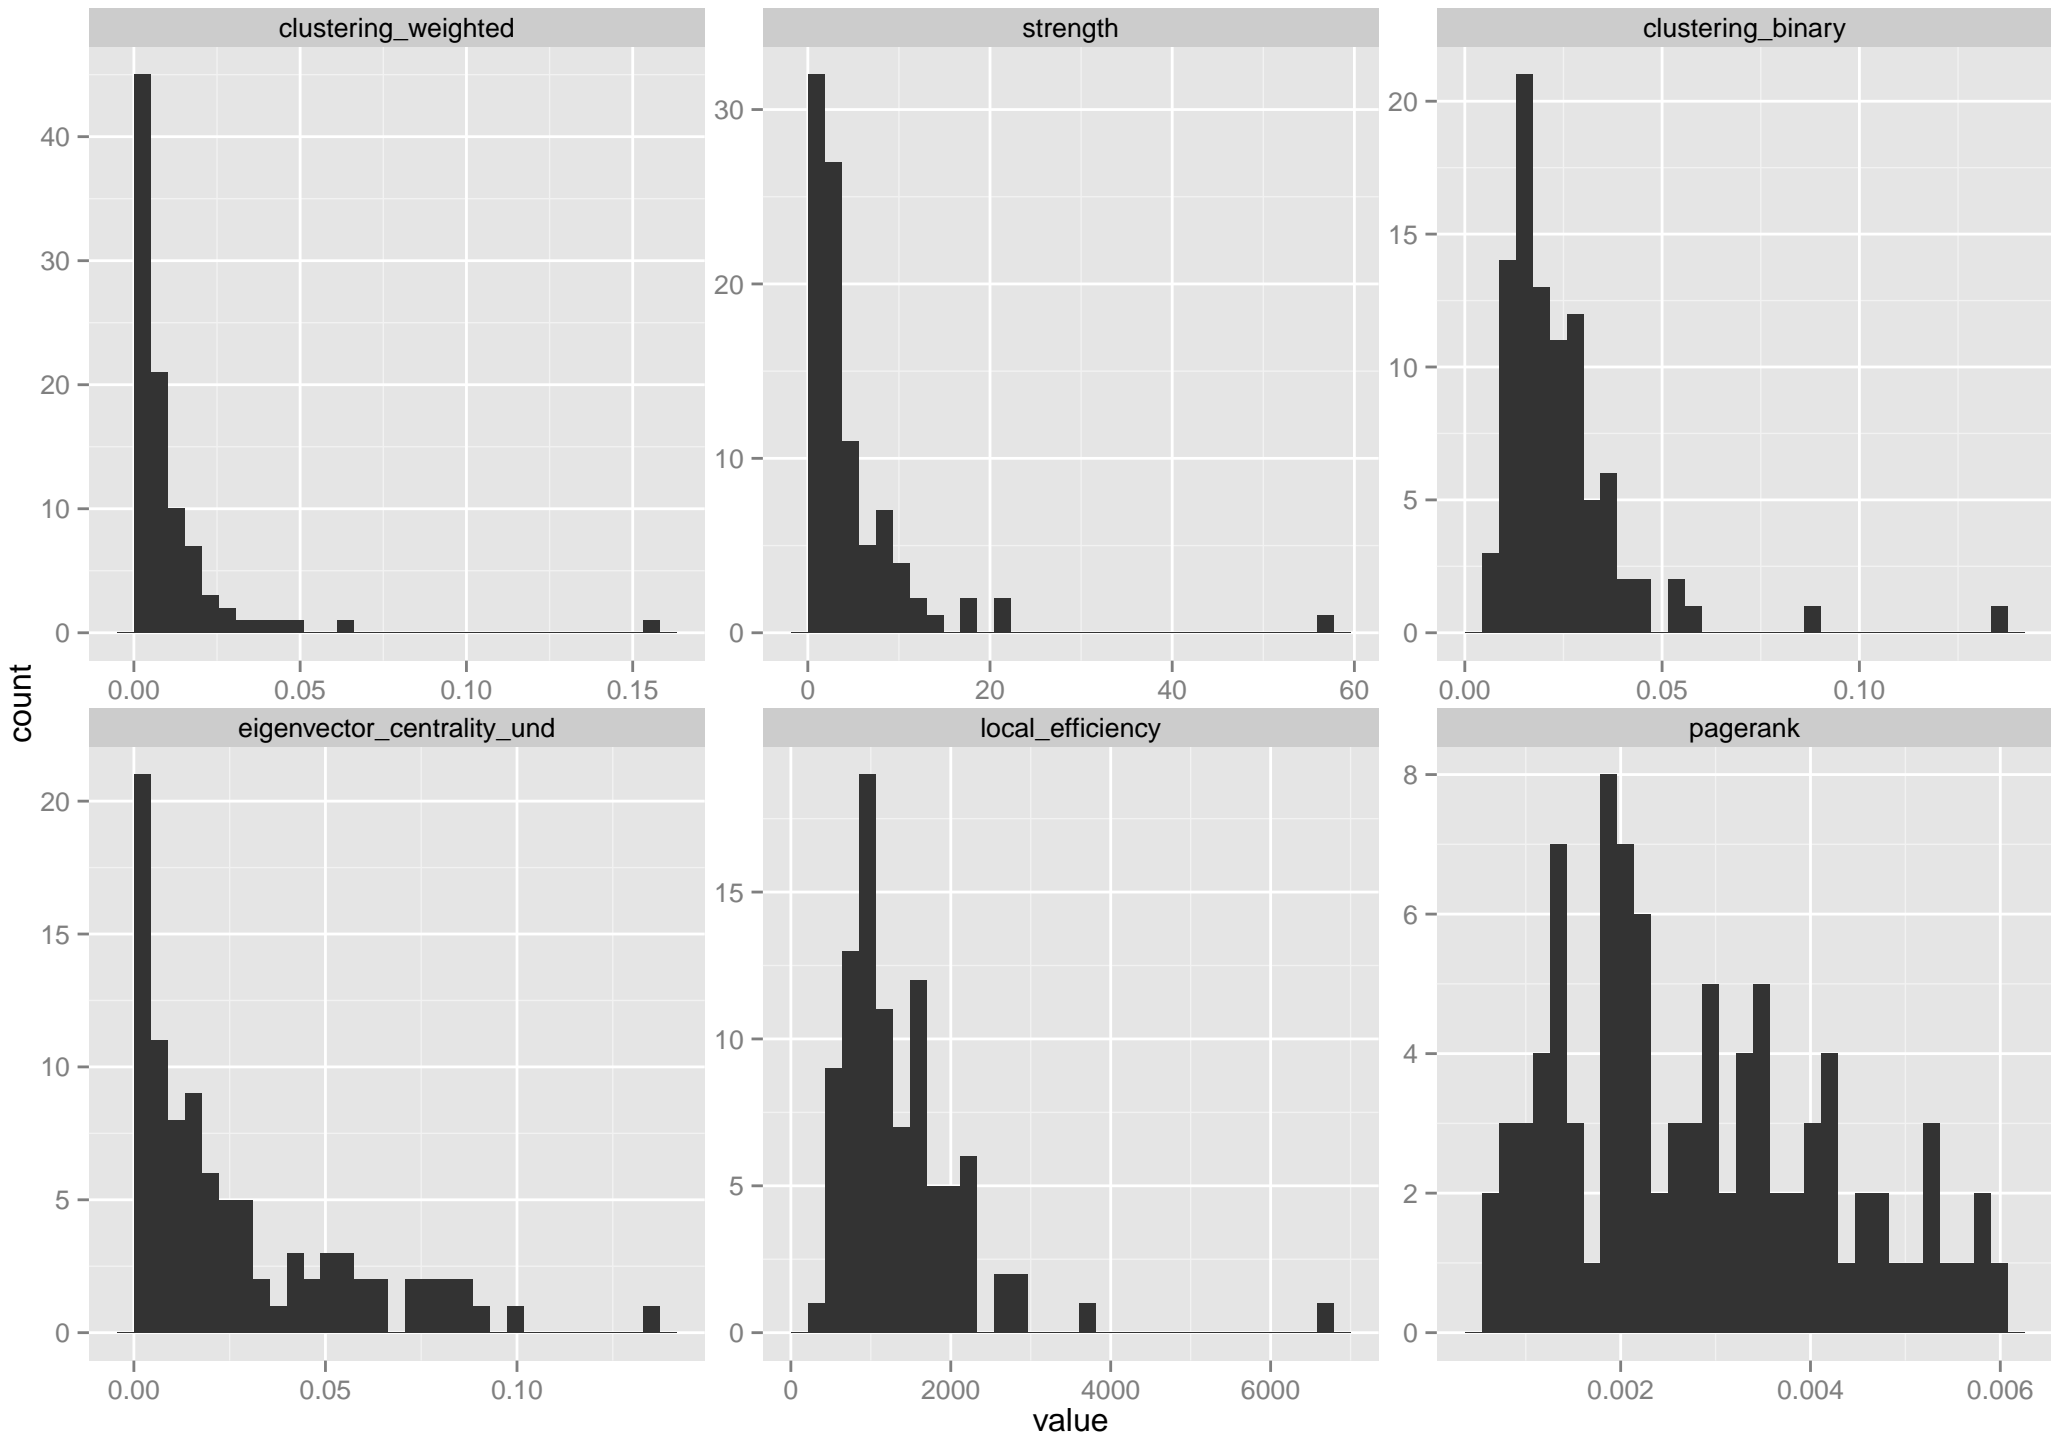 clustering_weighted
strength
clustering_binary
40
30
20
10
0
0.00 0.05 0.10 0.15
30
20
10
0
0 20 40 60
20
15
10
5
0
0.00 0.05 0.10
eigenvector_centrality_und
local_efficiency
pagerank
20
15
10
5
0
0.00 0.05 0.10
15
10
5
0
0 2000 4000 6000
8
6
4
2
0
0.002 0.004 0.006
count
value